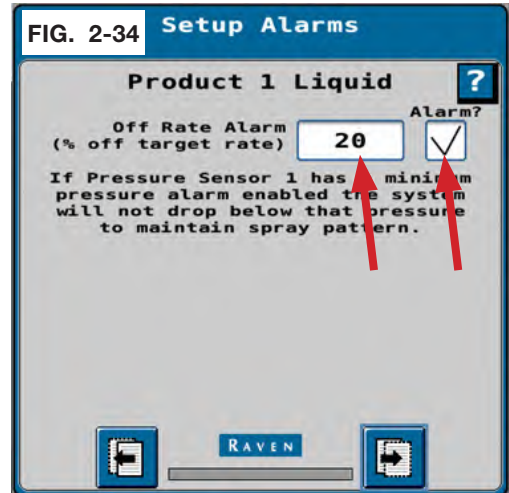 FIG. 2-34
Setup Alarms
Product 1 Liquid
?
Alarm?
Off Rate Alarm
(% off target rate)
20
If Pressure Sensor 1 has minimum
pressure alarm enabled the system
will not drop below that pressure
to maintain spray pattern.
RAVEN